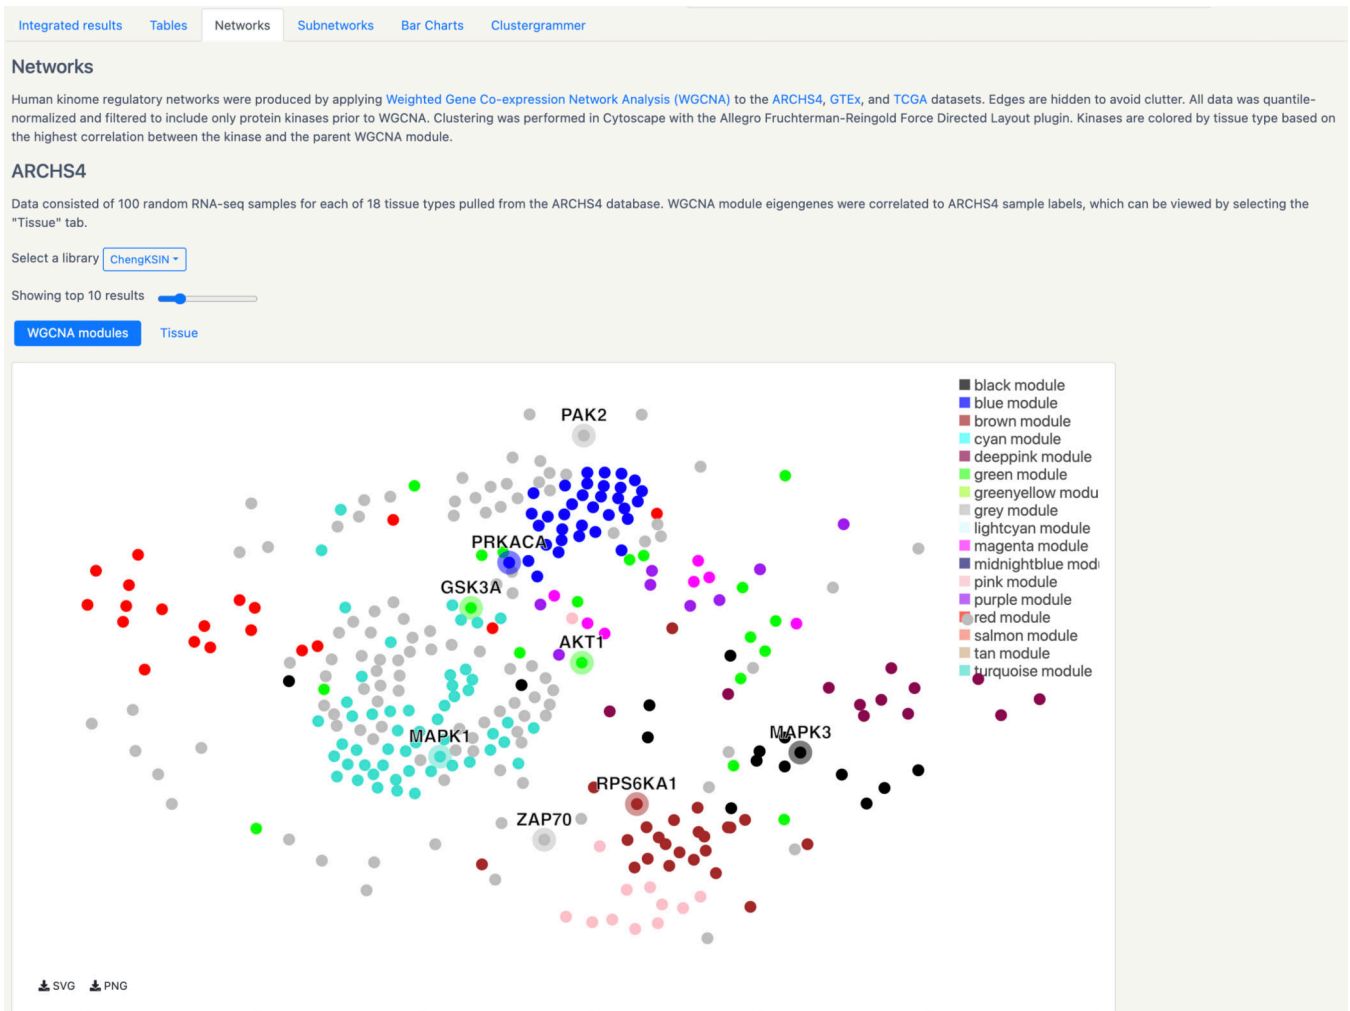 Integrated results Tables Networks Subnetworks Bar Charts Clustergrammer
Networks
Human kinome regulatory networks were produced by applying Weighted Gene Co-expression Network Analysis (WGCNA) to the ARCHS4, GTEx, and TCGA datasets. Edges are hidden to avoid clutter. All data was quantile-
normalized and filtered to include only protein kinases prior to WGCNA. Clustering was performed in Cytoscape with the Allegro Fruchterman-Reingold Force Directed Layout plugin. Kinases are colored by tissue type based on
the highest correlation between the kinase and the parent WGCNA module.
ARCHS4
Data consisted of 100 random RNA-seq samples for each of 18 tissue types pulled from the ARCHS4 database. WGCNA module eigengenes were correlated to ARCHS4 sample labels, which can be viewed by selecting the
"Tissue" tab.
Select a library ChengKSIN
Showing top 10 results
WGCNA modules Tissue
black module
blue module
brown module
cyan module
deeppink module
green module
greenyellow modu
grey module
lightcyan module
magenta module
midnightblue modu
pink module
purple module
red module
salmon module
tan module
turquoise module
PAK2
PRKACA
GSK3A
AKT1
MAPK1
MAPK3
RPS6KA1
ZAP70
SVG PNG